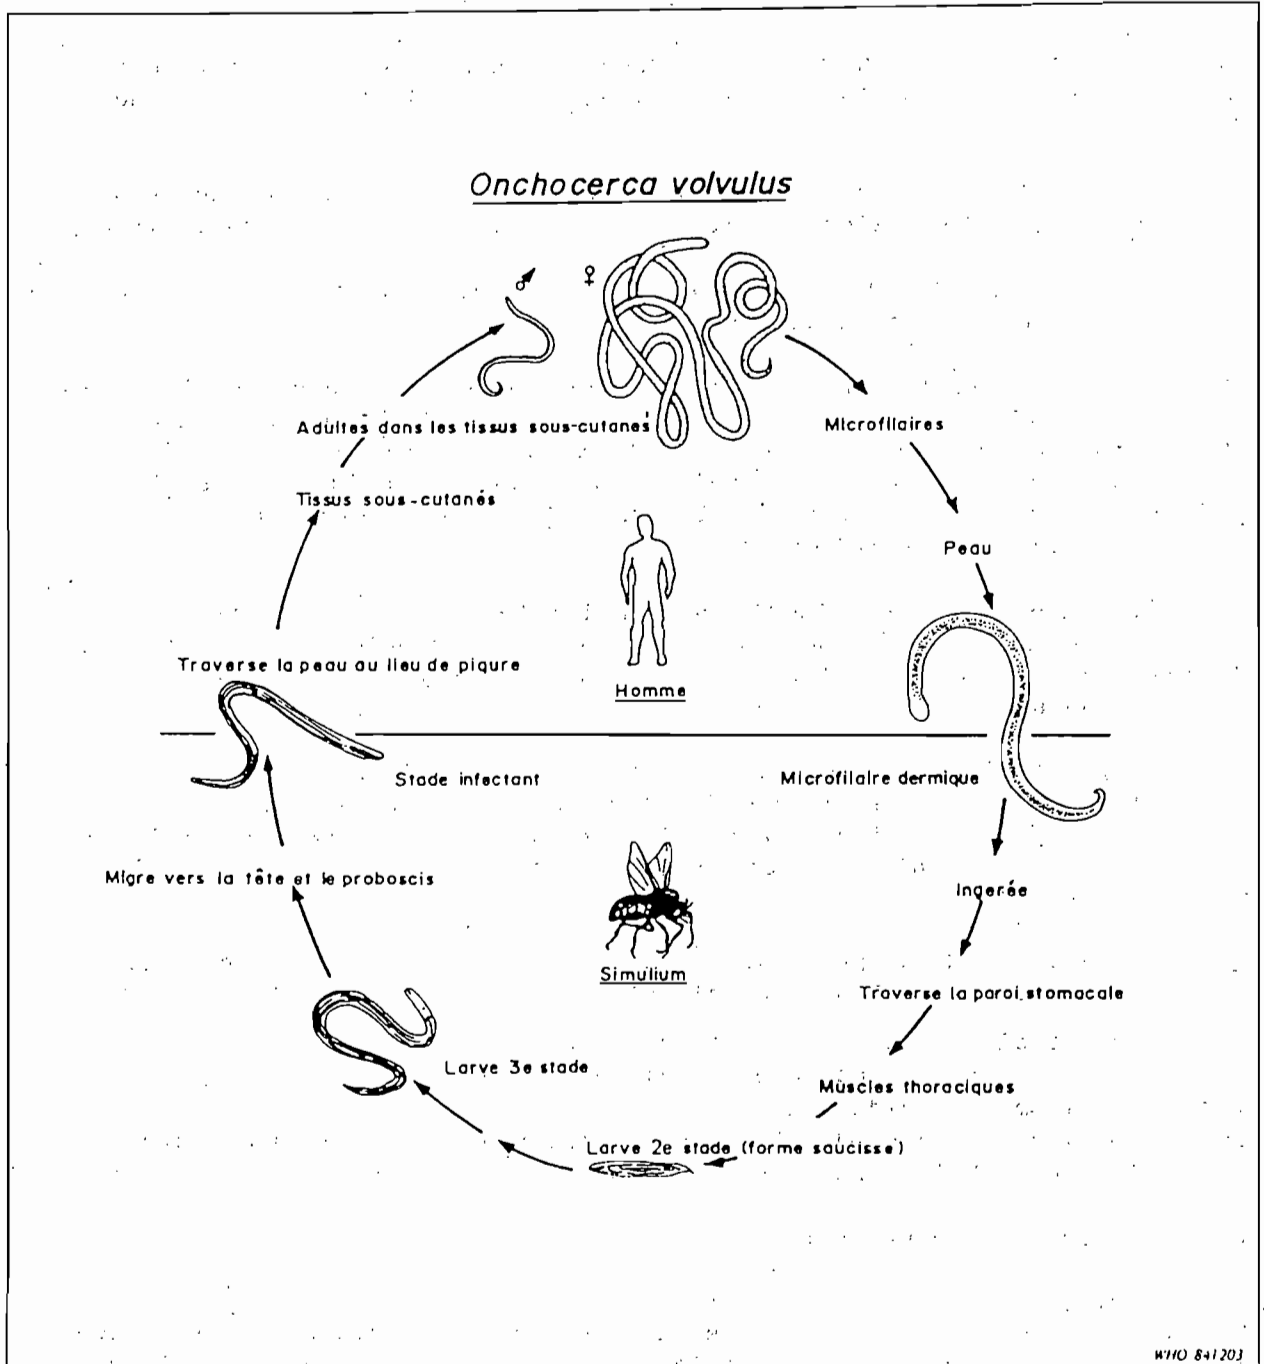 Onchocerca volvulus
♂ ♀
Adultes dans les tissus sous-cutanés
Microfilaires
Tissus sous-cutanés
Peau
Traverse la peau au lieu de piqure
Homme
Stade infectant
Microfilaire dermique
Migre vers la tête et le proboscis
Ingerée
Simulium
Traverse la paroi stomacale
Larve 3e stade
Muscles thoraciques
Larve 2e stade (forme saucisse)
WHO 841203